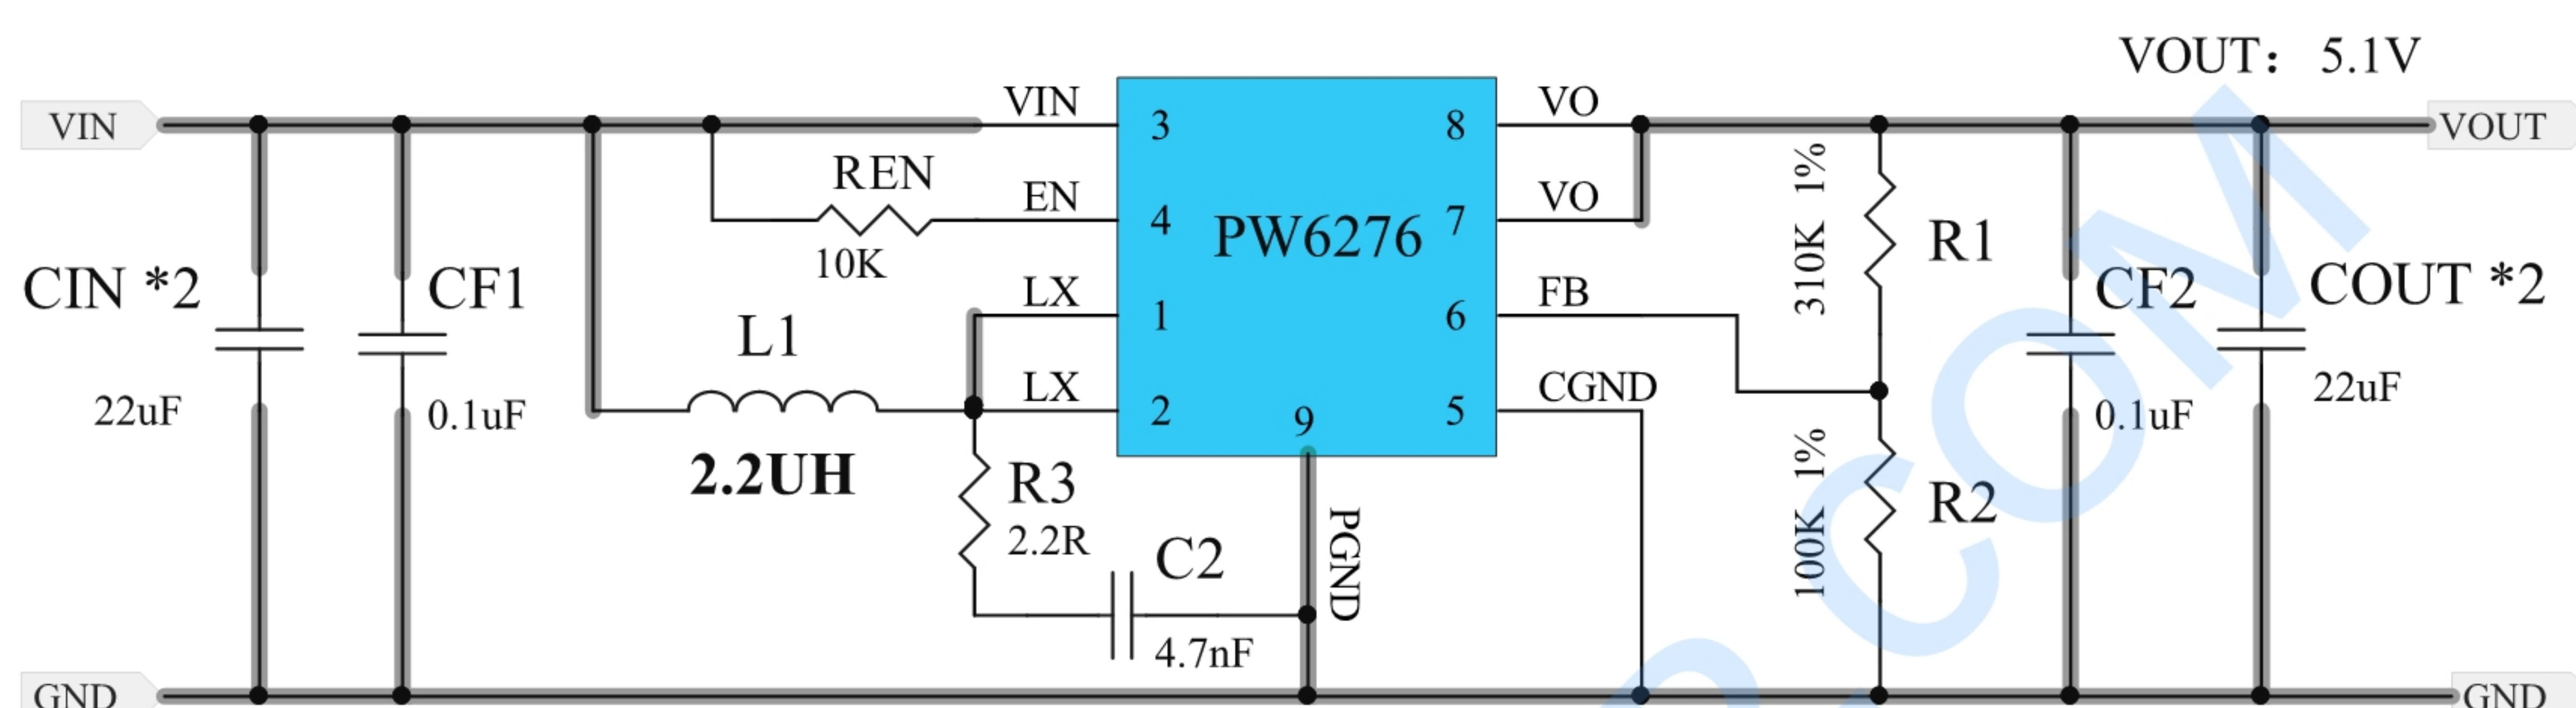 VOUT： 5.1V
VIN
VIN
3
8
VO
VOUT
REN
EN
4
10K
PW6276
7
VO
310K 1%
R1
CIN *2
22uF
CF1
0.1uF
L1
2.2UH
LX
1
LX
2
6
FB
5
CGND
9
PGND
R3
2.2R
C2
4.7nF
100K 1%
R2
CF2
0.1uF
COUT *2
22uF
GND
GND
.COM